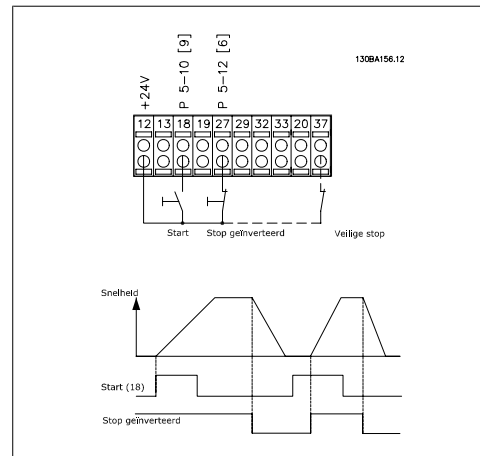 130BA156.12
+24V
P 5-10 [9]
P 5-12 [6]
12 13 18 19 27 29 32 33 20 37
Start
Stop geïnverteerd
Veilige stop
Snelheid
Start (18)
Stop geïnverteerd